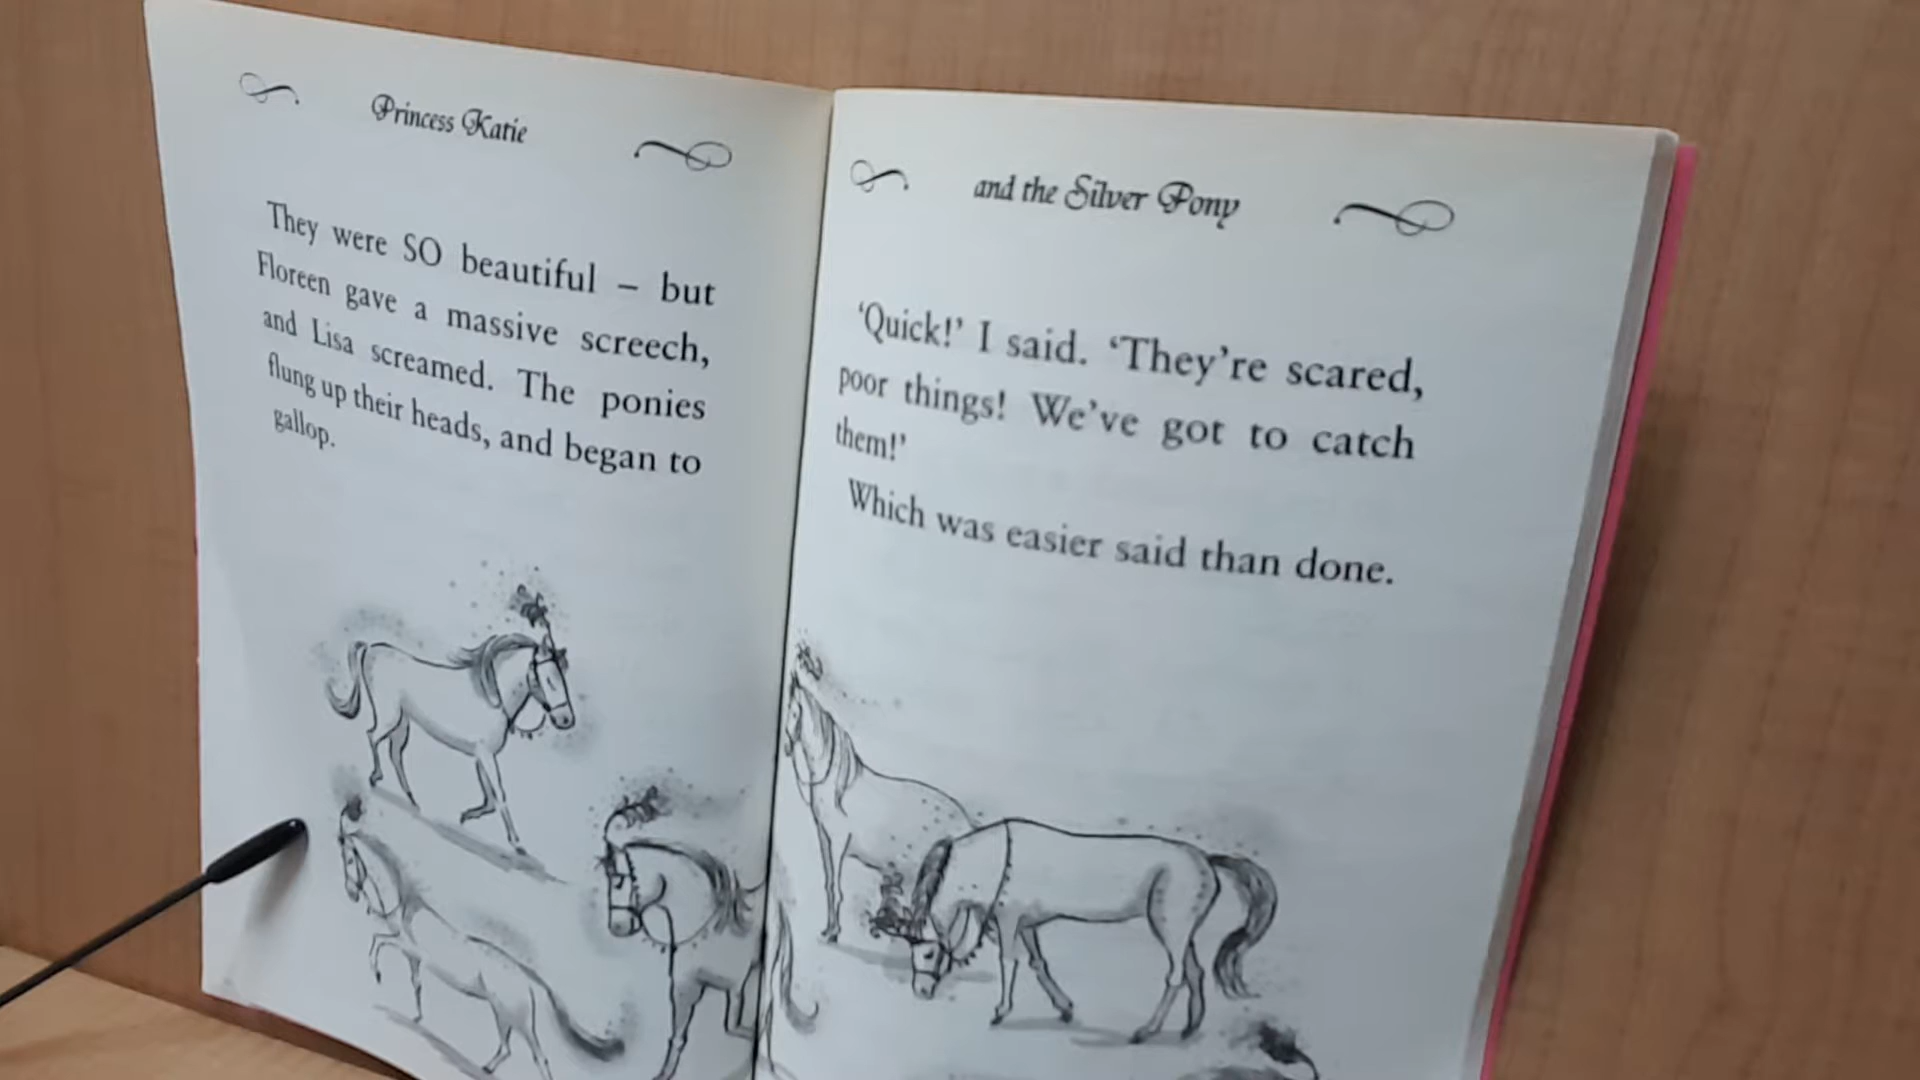 Princess Katie
They were SO beautiful – but
Floreen gave a massive screech,
and Lisa screamed. The ponies
flung up their heads, and began to
gallop.
and the Silver Pony
‘Quick!’ I said. ‘They’re scared,
poor things! We’ve got to catch
them!’
Which was easier said than done.